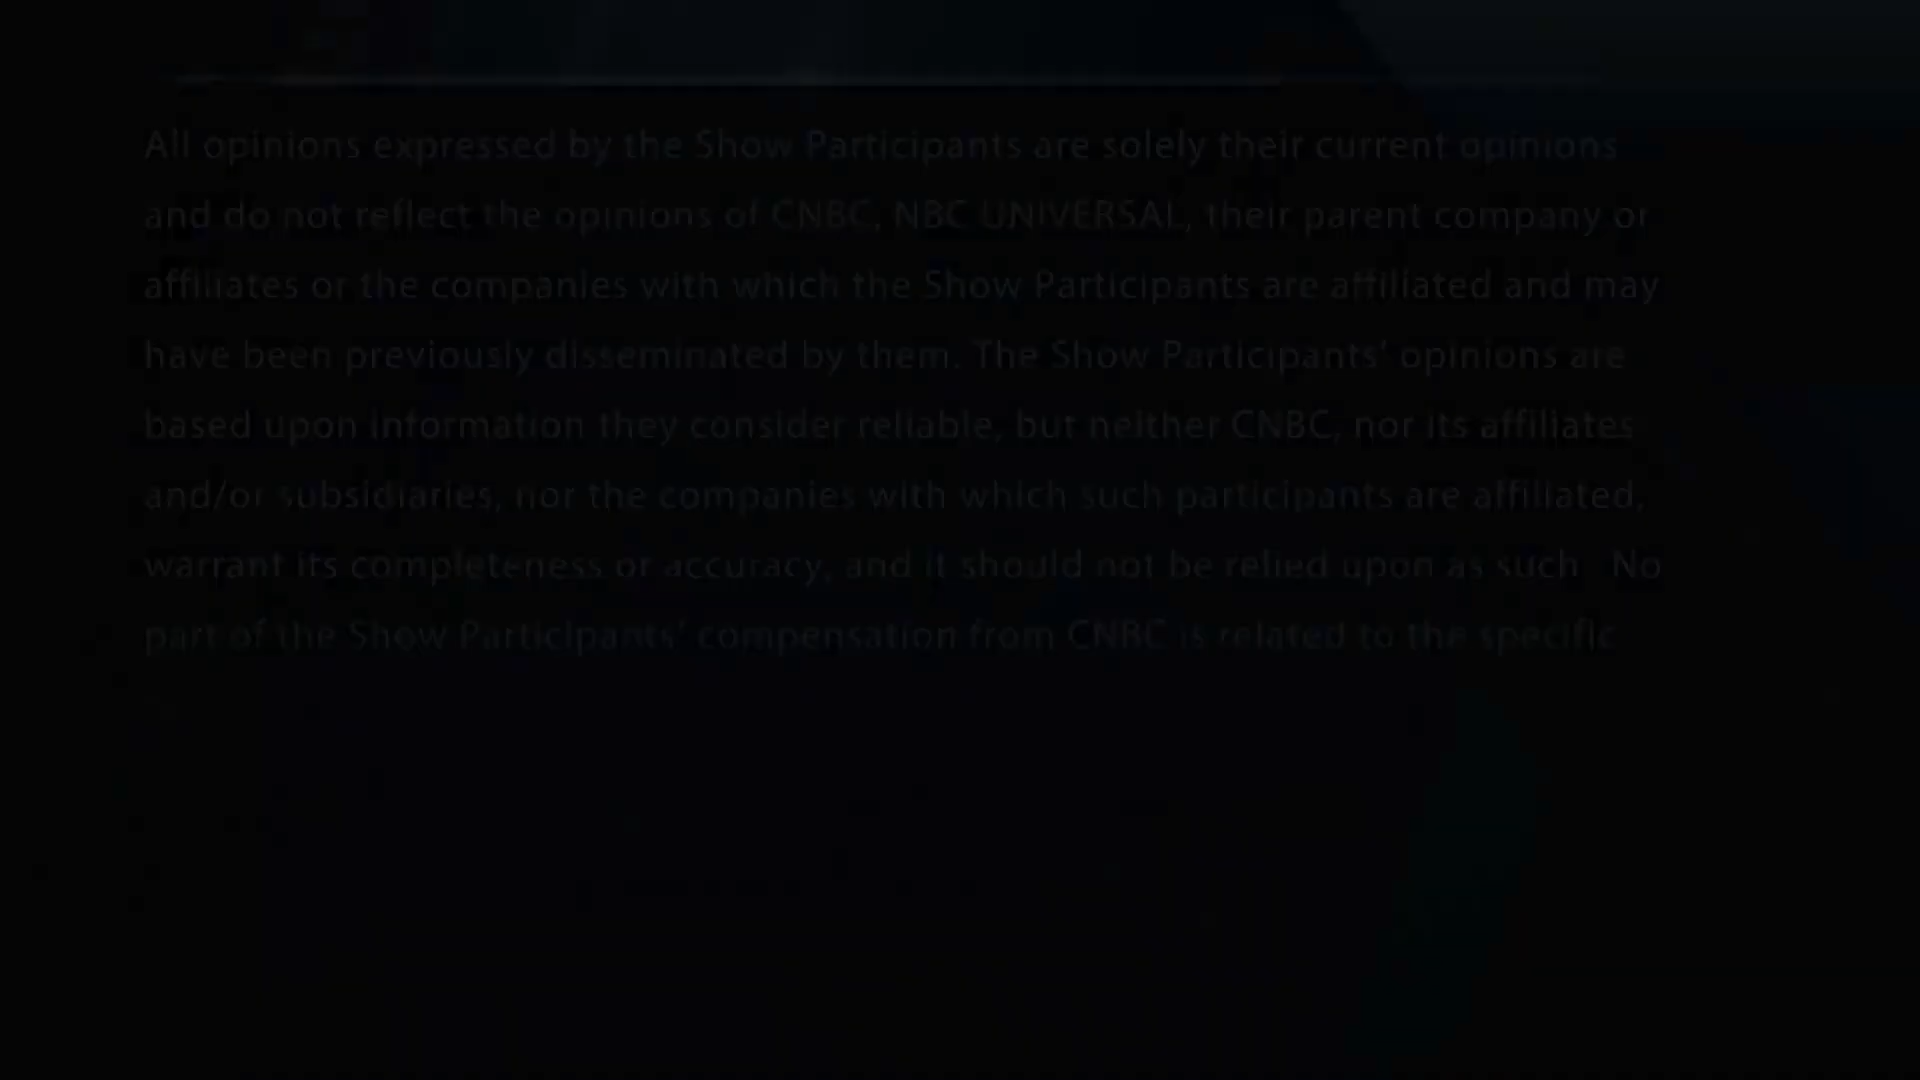 All opinions expressed by the Show Participants are solely their current opinions
and do not reflect the opinions of CNBC, NBC UNIVERSAL, their parent company or
affiliates or the companies with which the Show Participants are affiliated and may
have been previously disseminated by them. The Show Participants' opinions are
based upon information they consider reliable, but neither CNBC, nor its affiliates
and/or subsidiaries, nor the companies with which such participants are affiliated,
warrant its completeness or accuracy, and it should not be relied upon as such. No
part of the Show Participants' compensation from CNBC is related to the specific